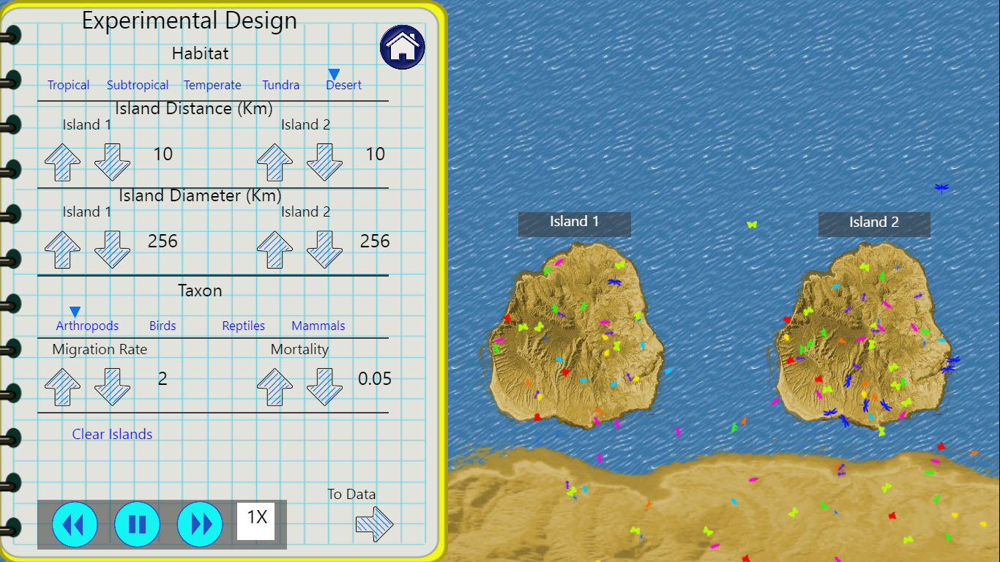 Experimental Design
Habitat
Tropical Subtropical Temperate Tundra Desert
Island Distance (Km)
Island 1 Island 2
10 10
Island Diameter (Km)
Island 1 Island 2
256 256
Taxon
Arthropods Birds Reptiles Mammals
Migration Rate Mortality
2 0.05
Clear Islands
To Data
1X
Island 1 Island 2